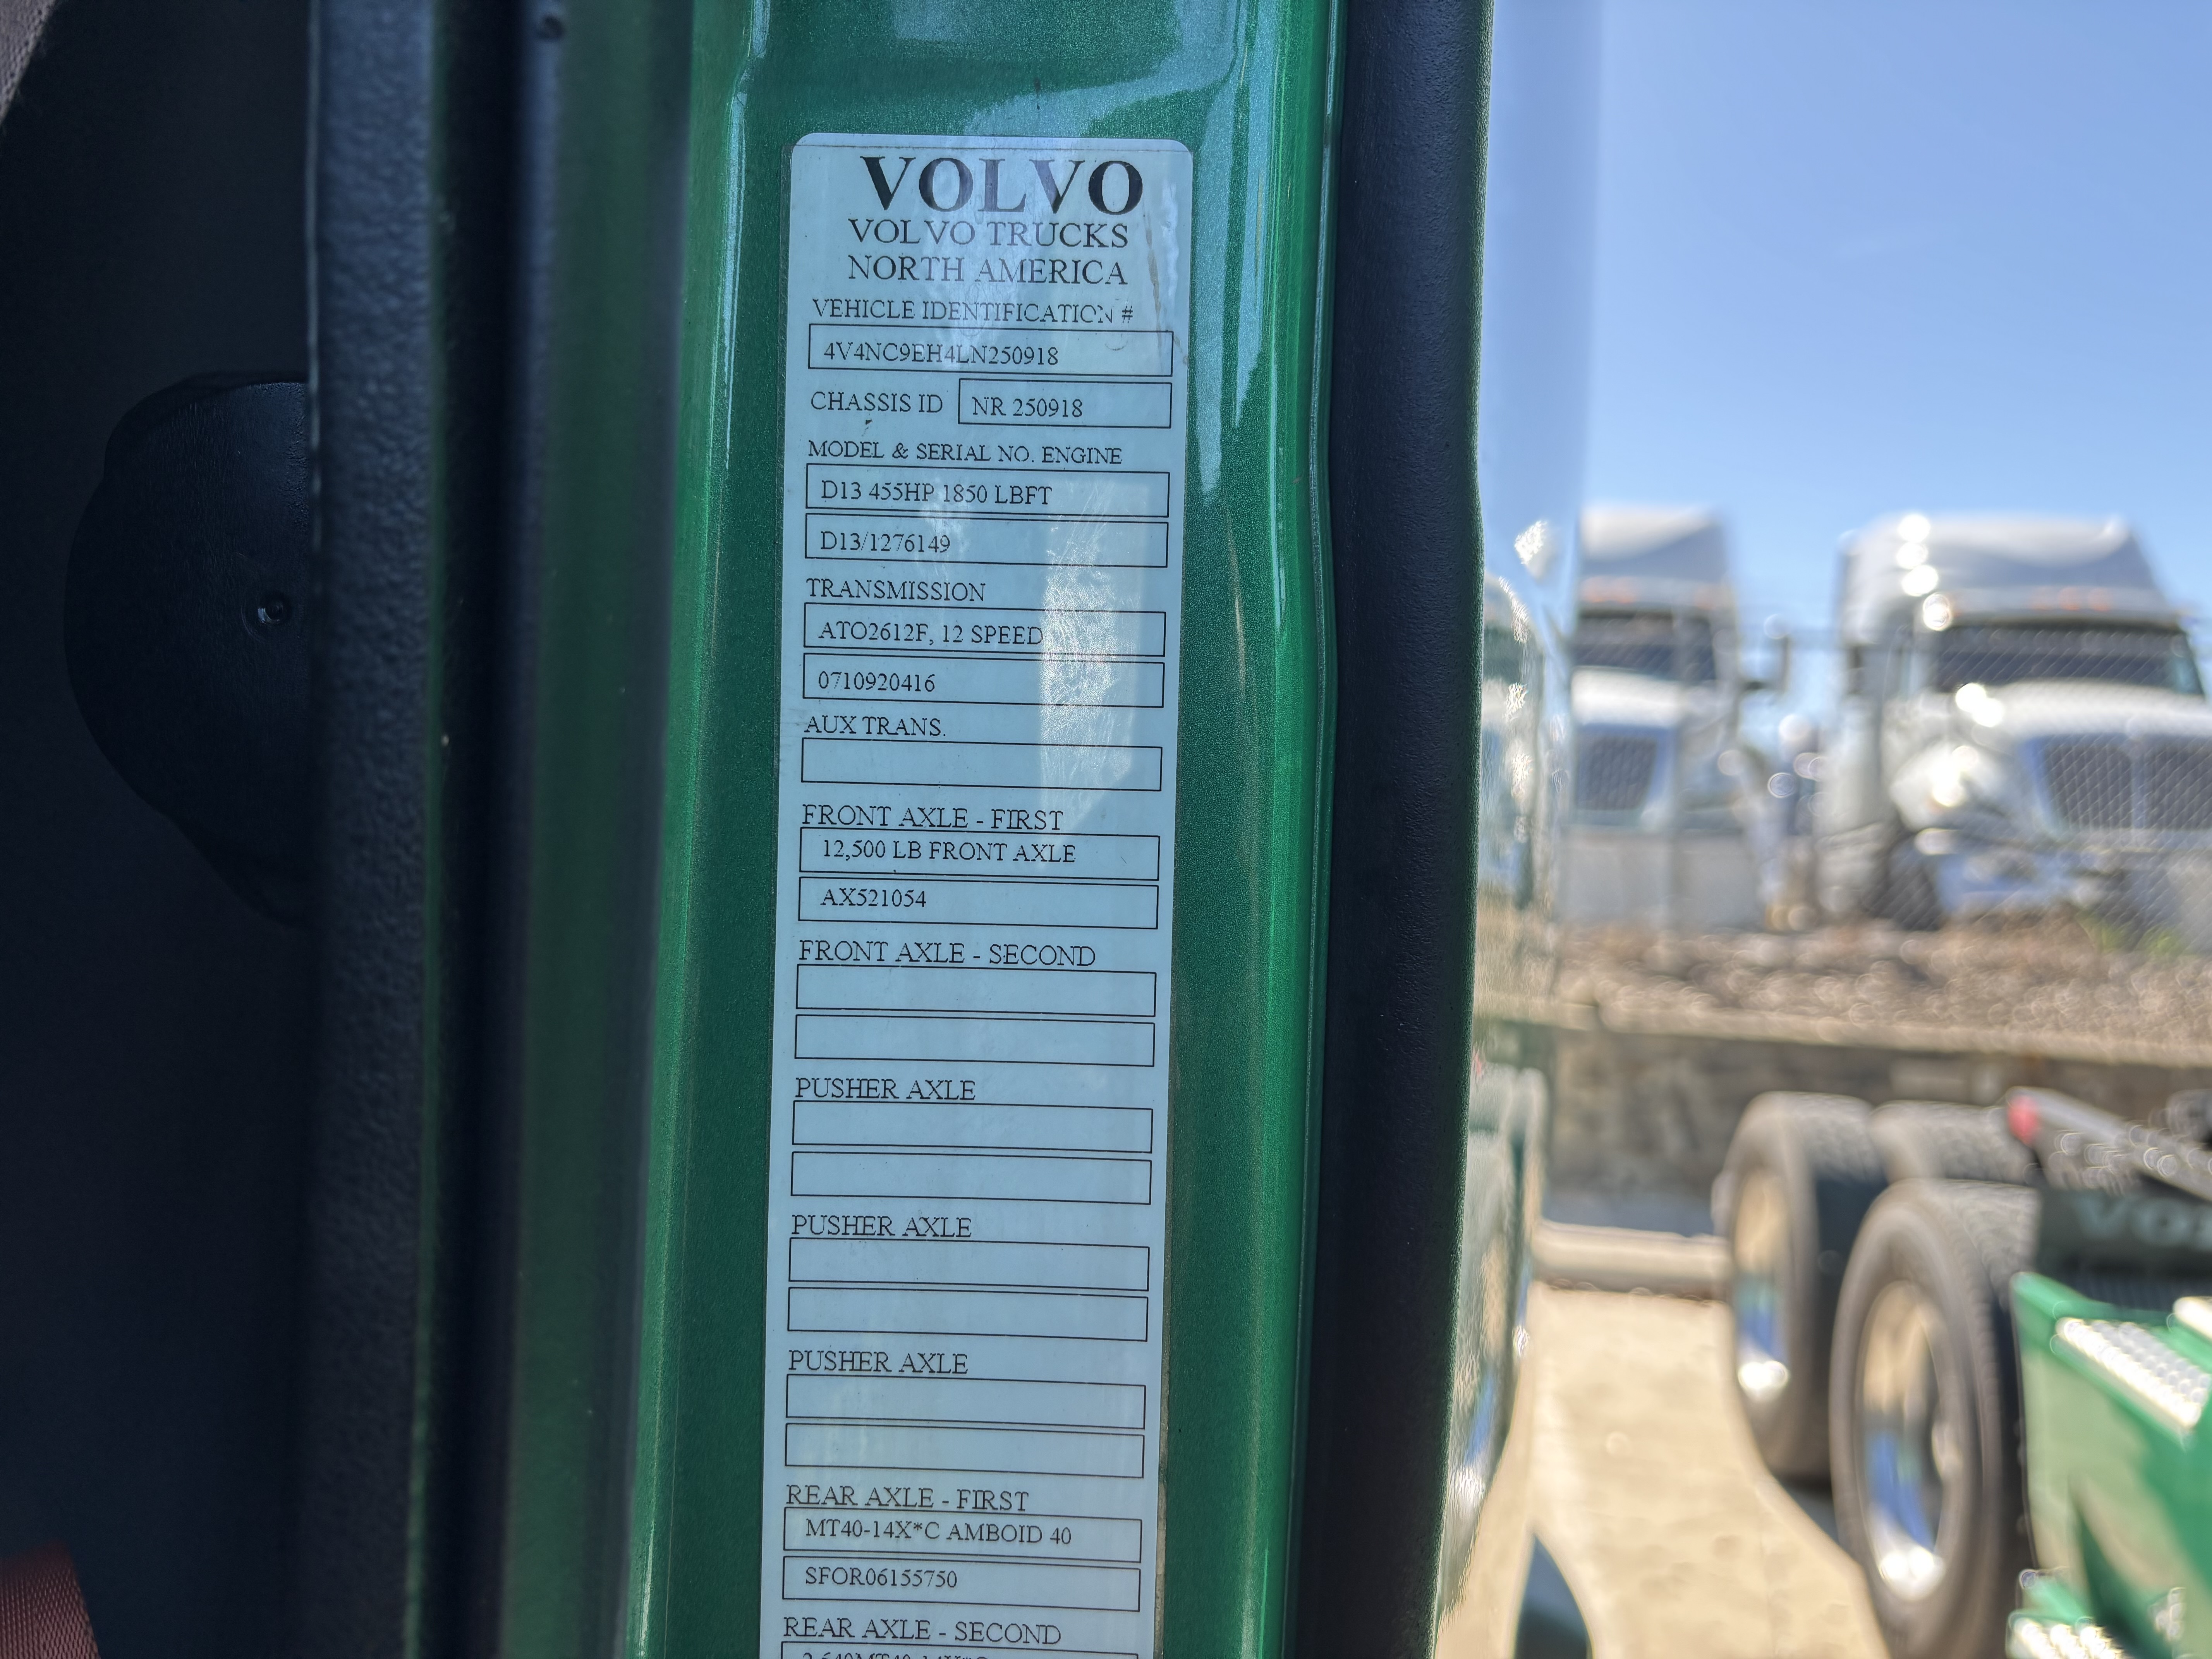 VOLVO
VOLVO TRUCKS
NORTH AMERICA
VEHICLE IDENTIFICATION #
4V4NC9EH4LN250918
CHASSIS ID NR 250918
MODEL & SERIAL NO. ENGINE
D13 455HP 1850 LBFT
D13/1276149
TRANSMISSION
ATO2612F, 12 SPEED
0710920416
AUX TRANS.
FRONT AXLE - FIRST
12,500 LB FRONT AXLE
AX521054
FRONT AXLE - SECOND
PUSHER AXLE
PUSHER AXLE
PUSHER AXLE
REAR AXLE - FIRST
MT40-14X*C AMBOID 40
SFOR06155750
REAR AXLE - SECOND